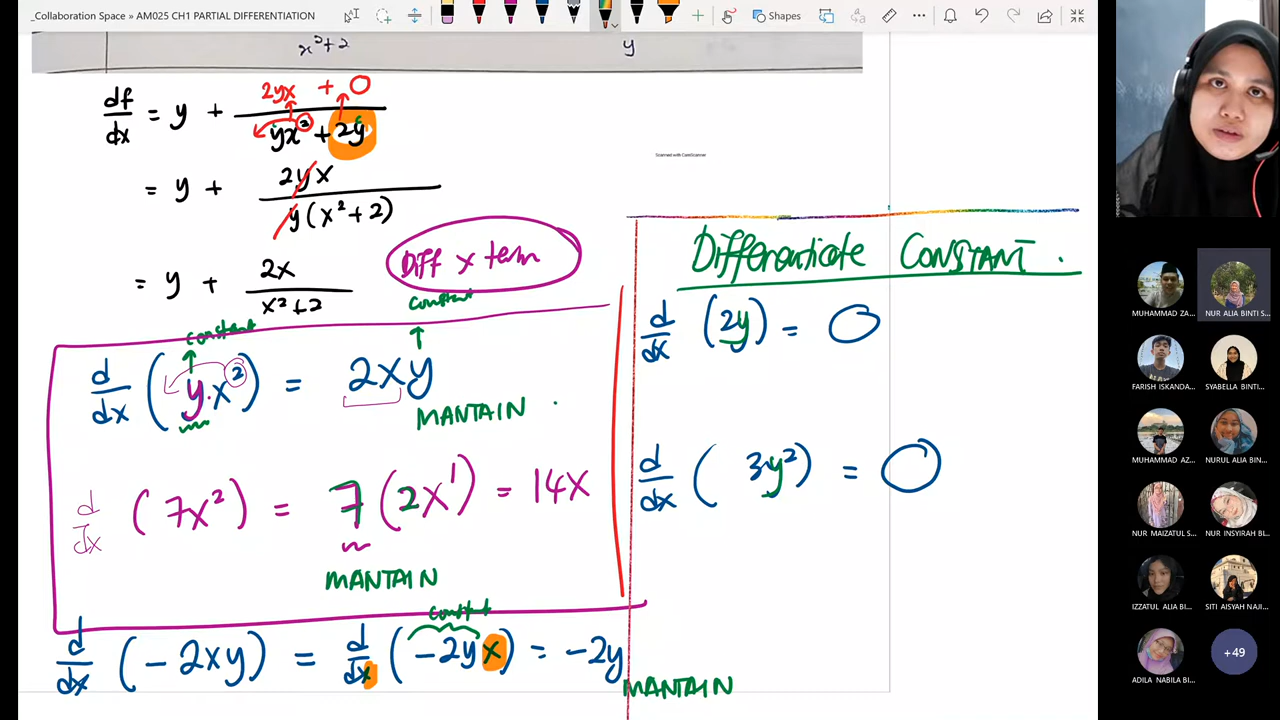 _Collaboration Space » AM025 CH1 PARTIAL DIFFERENTIATION
Shapes
x²+2 y
df/dx = y + (2yx + 0)/(yx² + 2y)
= y + 2yx/(y(x²+2))
= y + 2x/(x²+2)
Diff x term
constant
constant
d/dx (y·x²) = 2xy
MANTAIN .
d/dx (7x²) = 7(2x¹) = 14x
MANTAIN
constant
d/dx (-2xy) = d/dx (-2yx) = -2y
MANTAIN
Scanned with CamScanner
Differenticate CONSTANT .
d/dx (2y) = 0
d/dx (3y²) = 0
MUHAMMAD ZA...
NUR ALIA BINTI S...
FARISH ISKANDA...
SYABELLA BINTI...
MUHAMMAD AZ...
NURUL ALIA BIN...
NUR MAIZATUL S...
NUR INSYIRAH BI...
IZZATUL ALIA BI...
SITI AISYAH NAJI...
ADILA NABILA BI...
+49